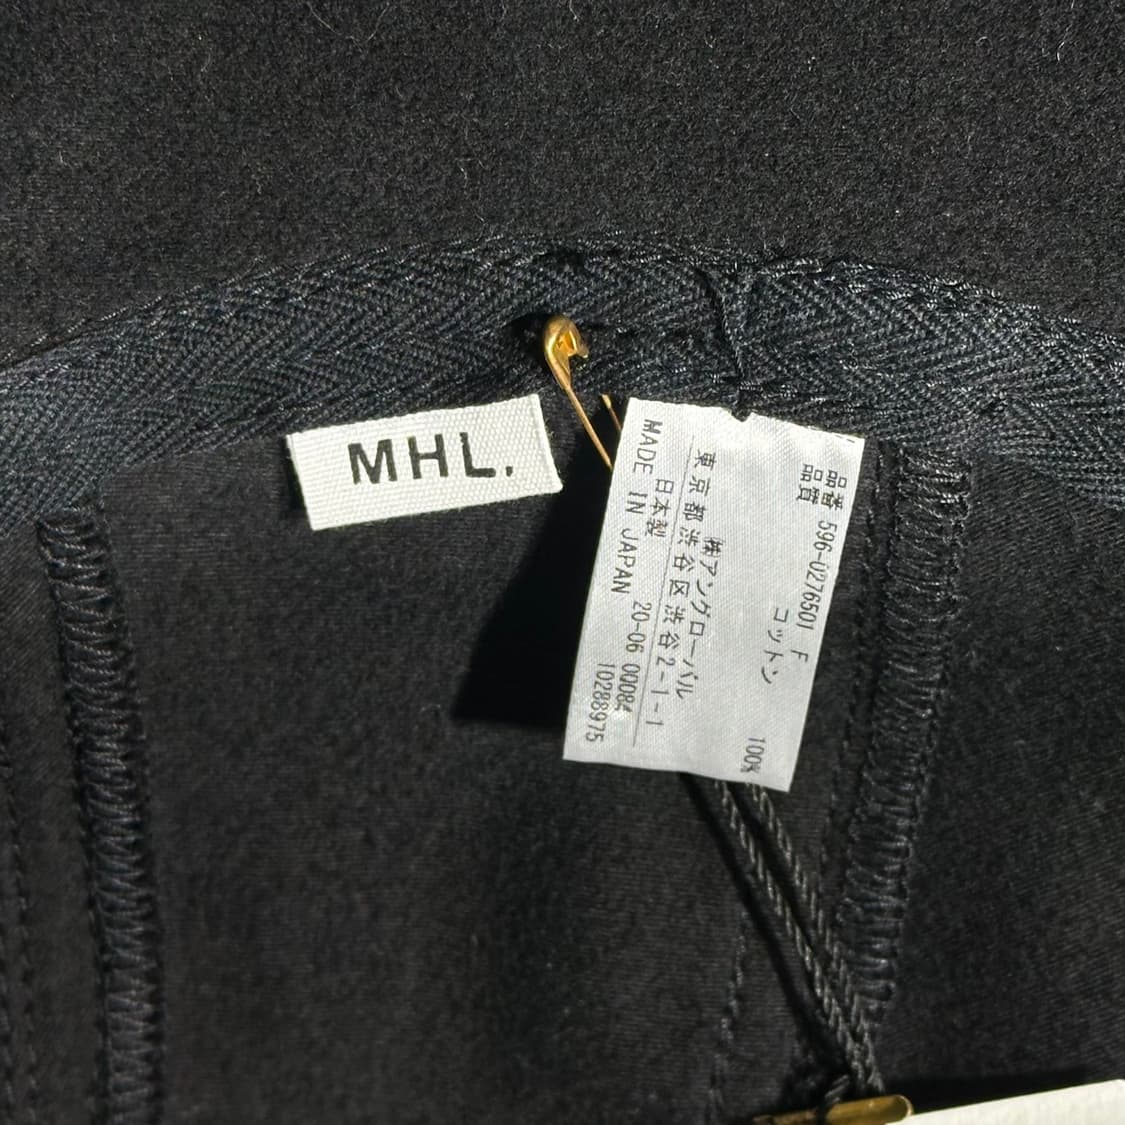 MHL.
品番 596-0276501 F
品質
コットン 100%
㈱アングローバル
東京都渋谷区渋谷2-1-1
日本製 20-06 00084
MADE IN JAPAN 10288975